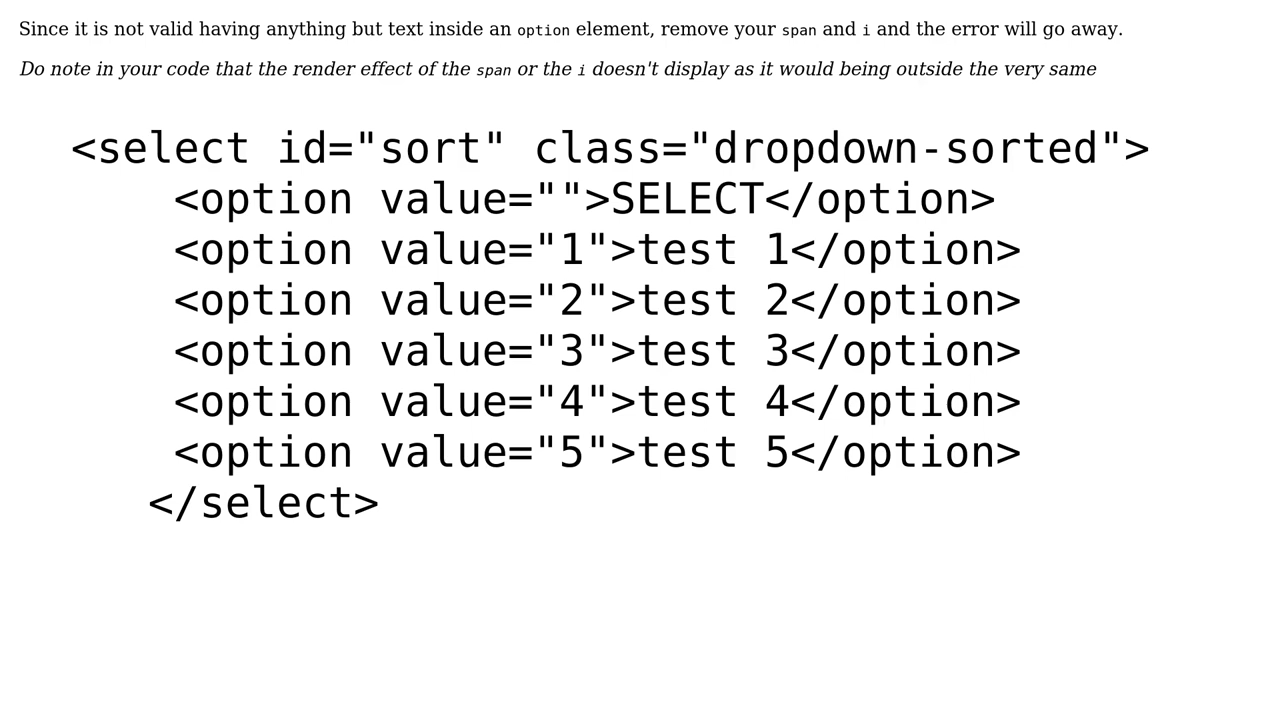 Since it is not valid having anything but text inside an option element, remove your span and i and the error will go away.
Do note in your code that the render effect of the span or the i doesn't display as it would being outside the very same
<select id="sort" class="dropdown-sorted">
    <option value="">SELECT</option>
    <option value="1">test 1</option>
    <option value="2">test 2</option>
    <option value="3">test 3</option>
    <option value="4">test 4</option>
    <option value="5">test 5</option>
   </select>